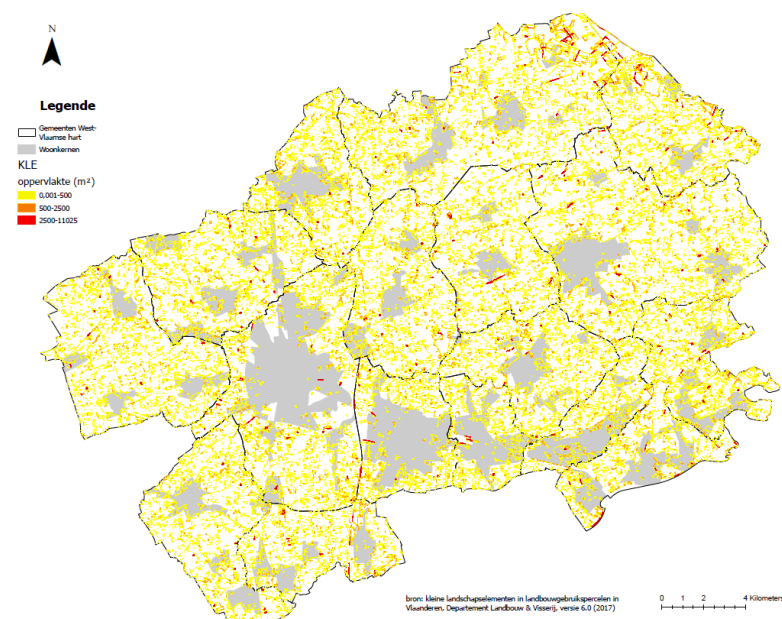 N
Legende
Gemeenten West-
Vlaamse hart
Woonkernen
KLE
oppervlakte (m²)
0,001-500
500-2500
2500-11025
bron: kleine landschapselementen in landbouwgebruikspercelen in
Vlaanderen, Departement Landbouw & Visserij, versie 6.0 (2017)
0 1 2 4 Kilometers